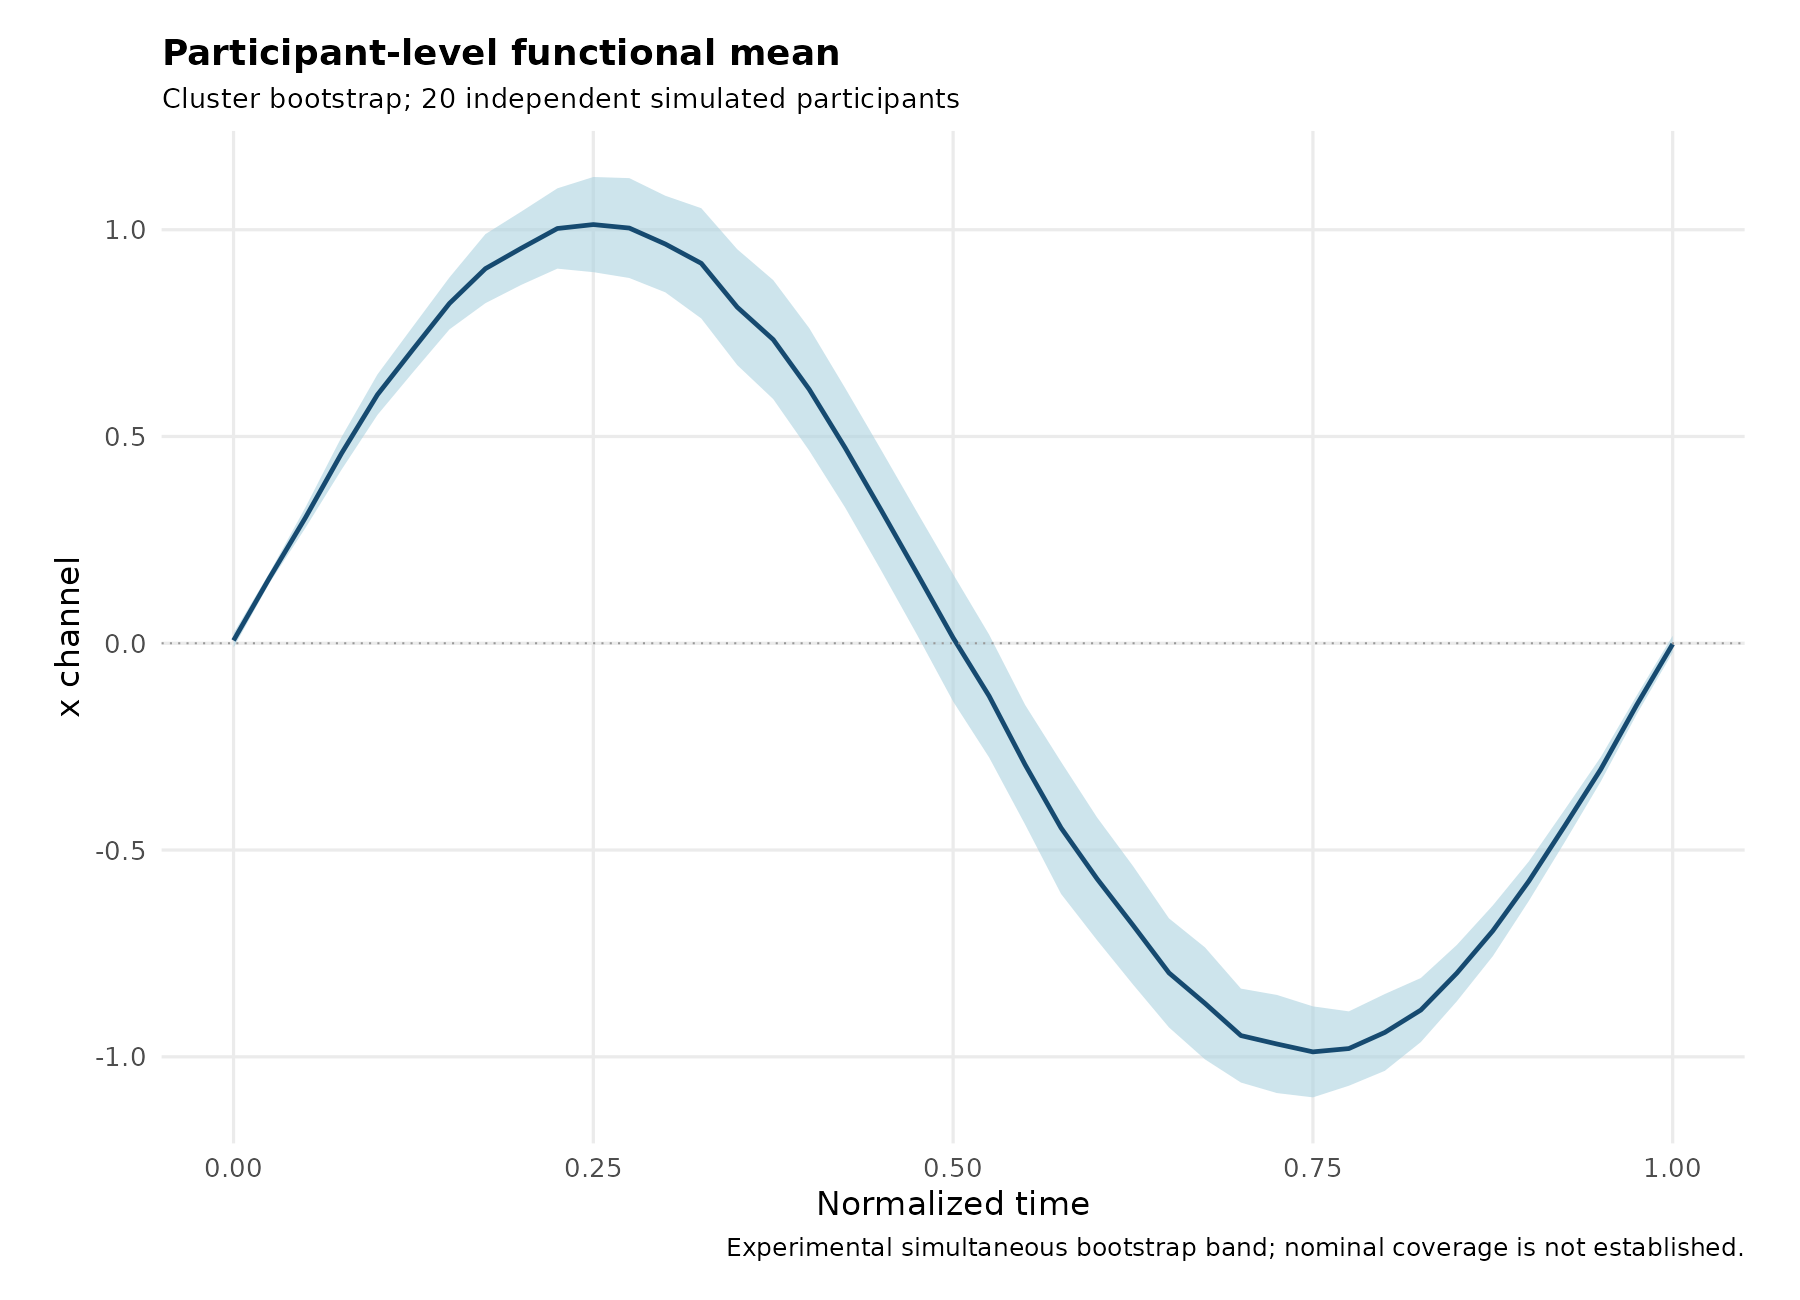 Participant-level functional mean
Cluster bootstrap; 20 independent simulated participants
x channel
1.0
0.5
0.0
-0.5
-1.0
0.00 0.25 0.50 0.75 1.00
Normalized time
Experimental simultaneous bootstrap band; nominal coverage is not established.